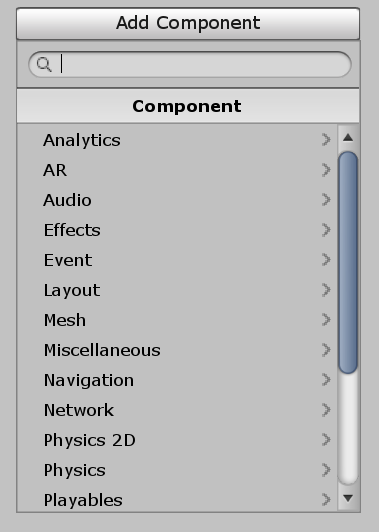 Add Component
Component
Analytics
AR
Audio
Effects
Event
Layout
Mesh
Miscellaneous
Navigation
Network
Physics 2D
Physics
Playables